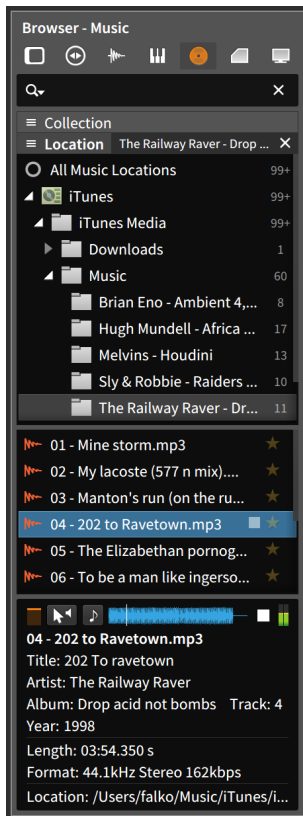 Browser - Music
Collection
Location The Railway Raver - Drop ...
All Music Locations 99+
iTunes 99+
iTunes Media 99+
Downloads 1
Music 60
Brian Eno - Ambient 4,... 8
Hugh Mundell - Africa ... 17
Melvins - Houdini 13
Sly & Robbie - Raiders ... 10
The Railway Raver - Dr... 11
01 - Mine storm.mp3
02 - My lacoste (577 n mix)....
03 - Manton's run (on the ru...
04 - 202 to Ravetown.mp3
05 - The Elizabethan pornog...
06 - To be a man like ingerso...
04 - 202 to Ravetown.mp3
Title: 202 To ravetown
Artist: The Railway Raver
Album: Drop acid not bombs Track: 4
Year: 1998
Length: 03:54.350 s
Format: 44.1kHz Stereo 162kbps
Location: /Users/falko/Music/iTunes/i...